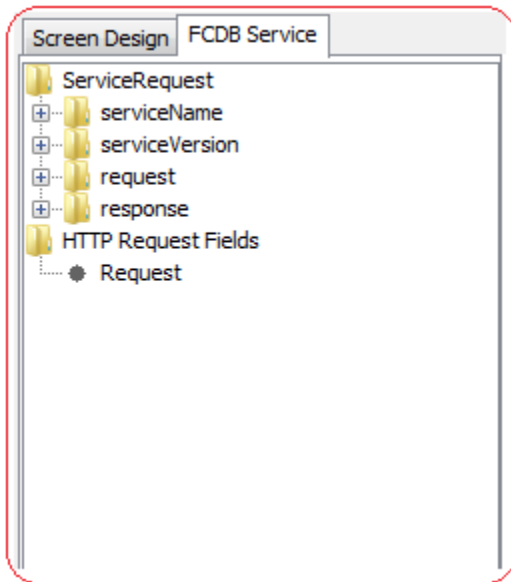 Screen Design FCDB Service
ServiceRequest
serviceName
serviceVersion
request
response
HTTP Request Fields
Request